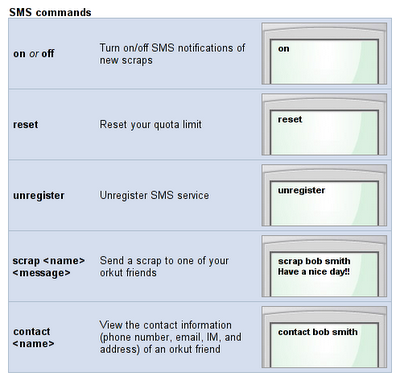 SMS commands
on or off
Turn on/off SMS notifications of
new scraps
on
reset
Reset your quota limit
reset
unregister
Unregister SMS service
unregister
scrap <name>
<message>
Send a scrap to one of your
orkut friends
scrap bob smith
Have a nice day!!
contact
<name>
View the contact information
(phone number, email, IM, and
address) of an orkut friend
contact bob smith